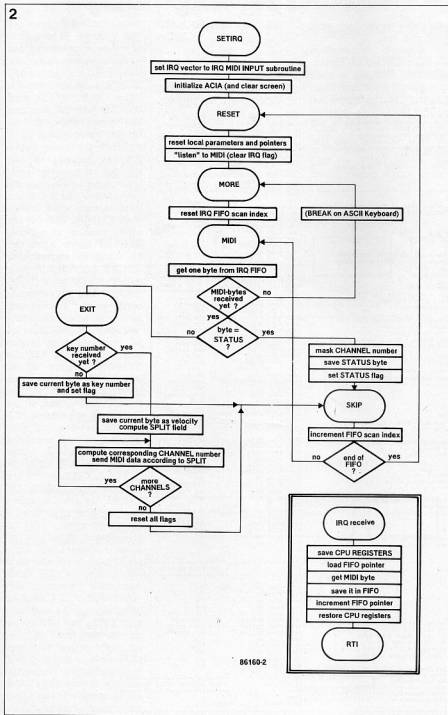 2
SETIRQ
set IRQ vector to IRQ MIDI INPUT subroutine
initialize ACIA (and clear screen)
RESET
reset local parameters and pointers
"listen" to MIDI (clear IRQ flag)
MORE
reset IRQ FIFO scan index
(BREAK on ASCII Keyboard)
MIDI
get one byte from IRQ FIFO
MIDI-bytes
received
yet ?
no
yes
EXIT
byte =
STATUS
?
no
yes
key number
received
yet ?
yes
no
mask CHANNEL number
save STATUS byte
set STATUS flag
save current byte as key number
and set flag
SKIP
save current byte as velocity
compute SPLIT field
increment FIFO scan index
compute corresponding CHANNEL number
send MIDI data according to SPLIT
no
end of
FIFO
?
yes
yes
more
CHANNELS
?
no
reset all flags
IRQ receive
save CPU REGISTERS
load FIFO pointer
get MIDI byte
save it in FIFO
increment FIFO pointer
restore CPU registers
RTI
86160-2